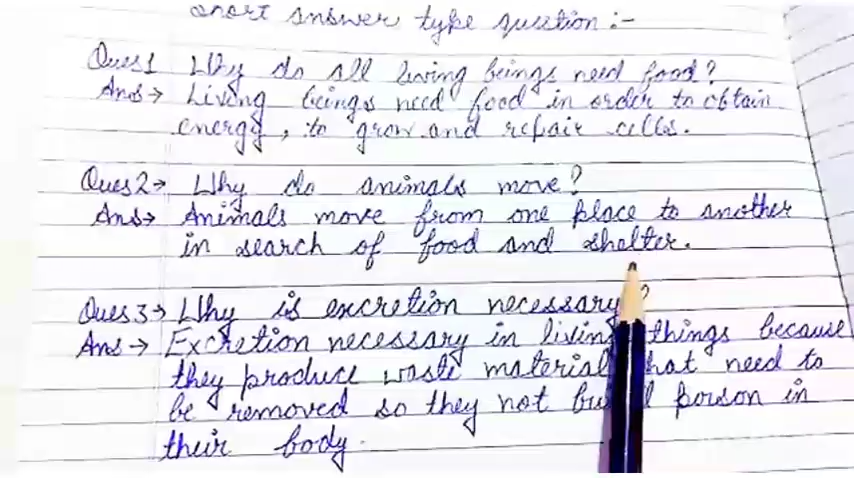 short answer type question :-
Ques1 Why do all living beings need food?
Ans→ Living beings need food in order to obtain
energy, to grow and repair cells.
Ques2→ Why do animals move?
Ans→ Animals move from one place to another
in search of food and shelter.
Ques3→ Why is excretion necessary?
Ans→ Excretion necessary in living things because
they produce waste material that need to
be removed so they not poison in
their body.